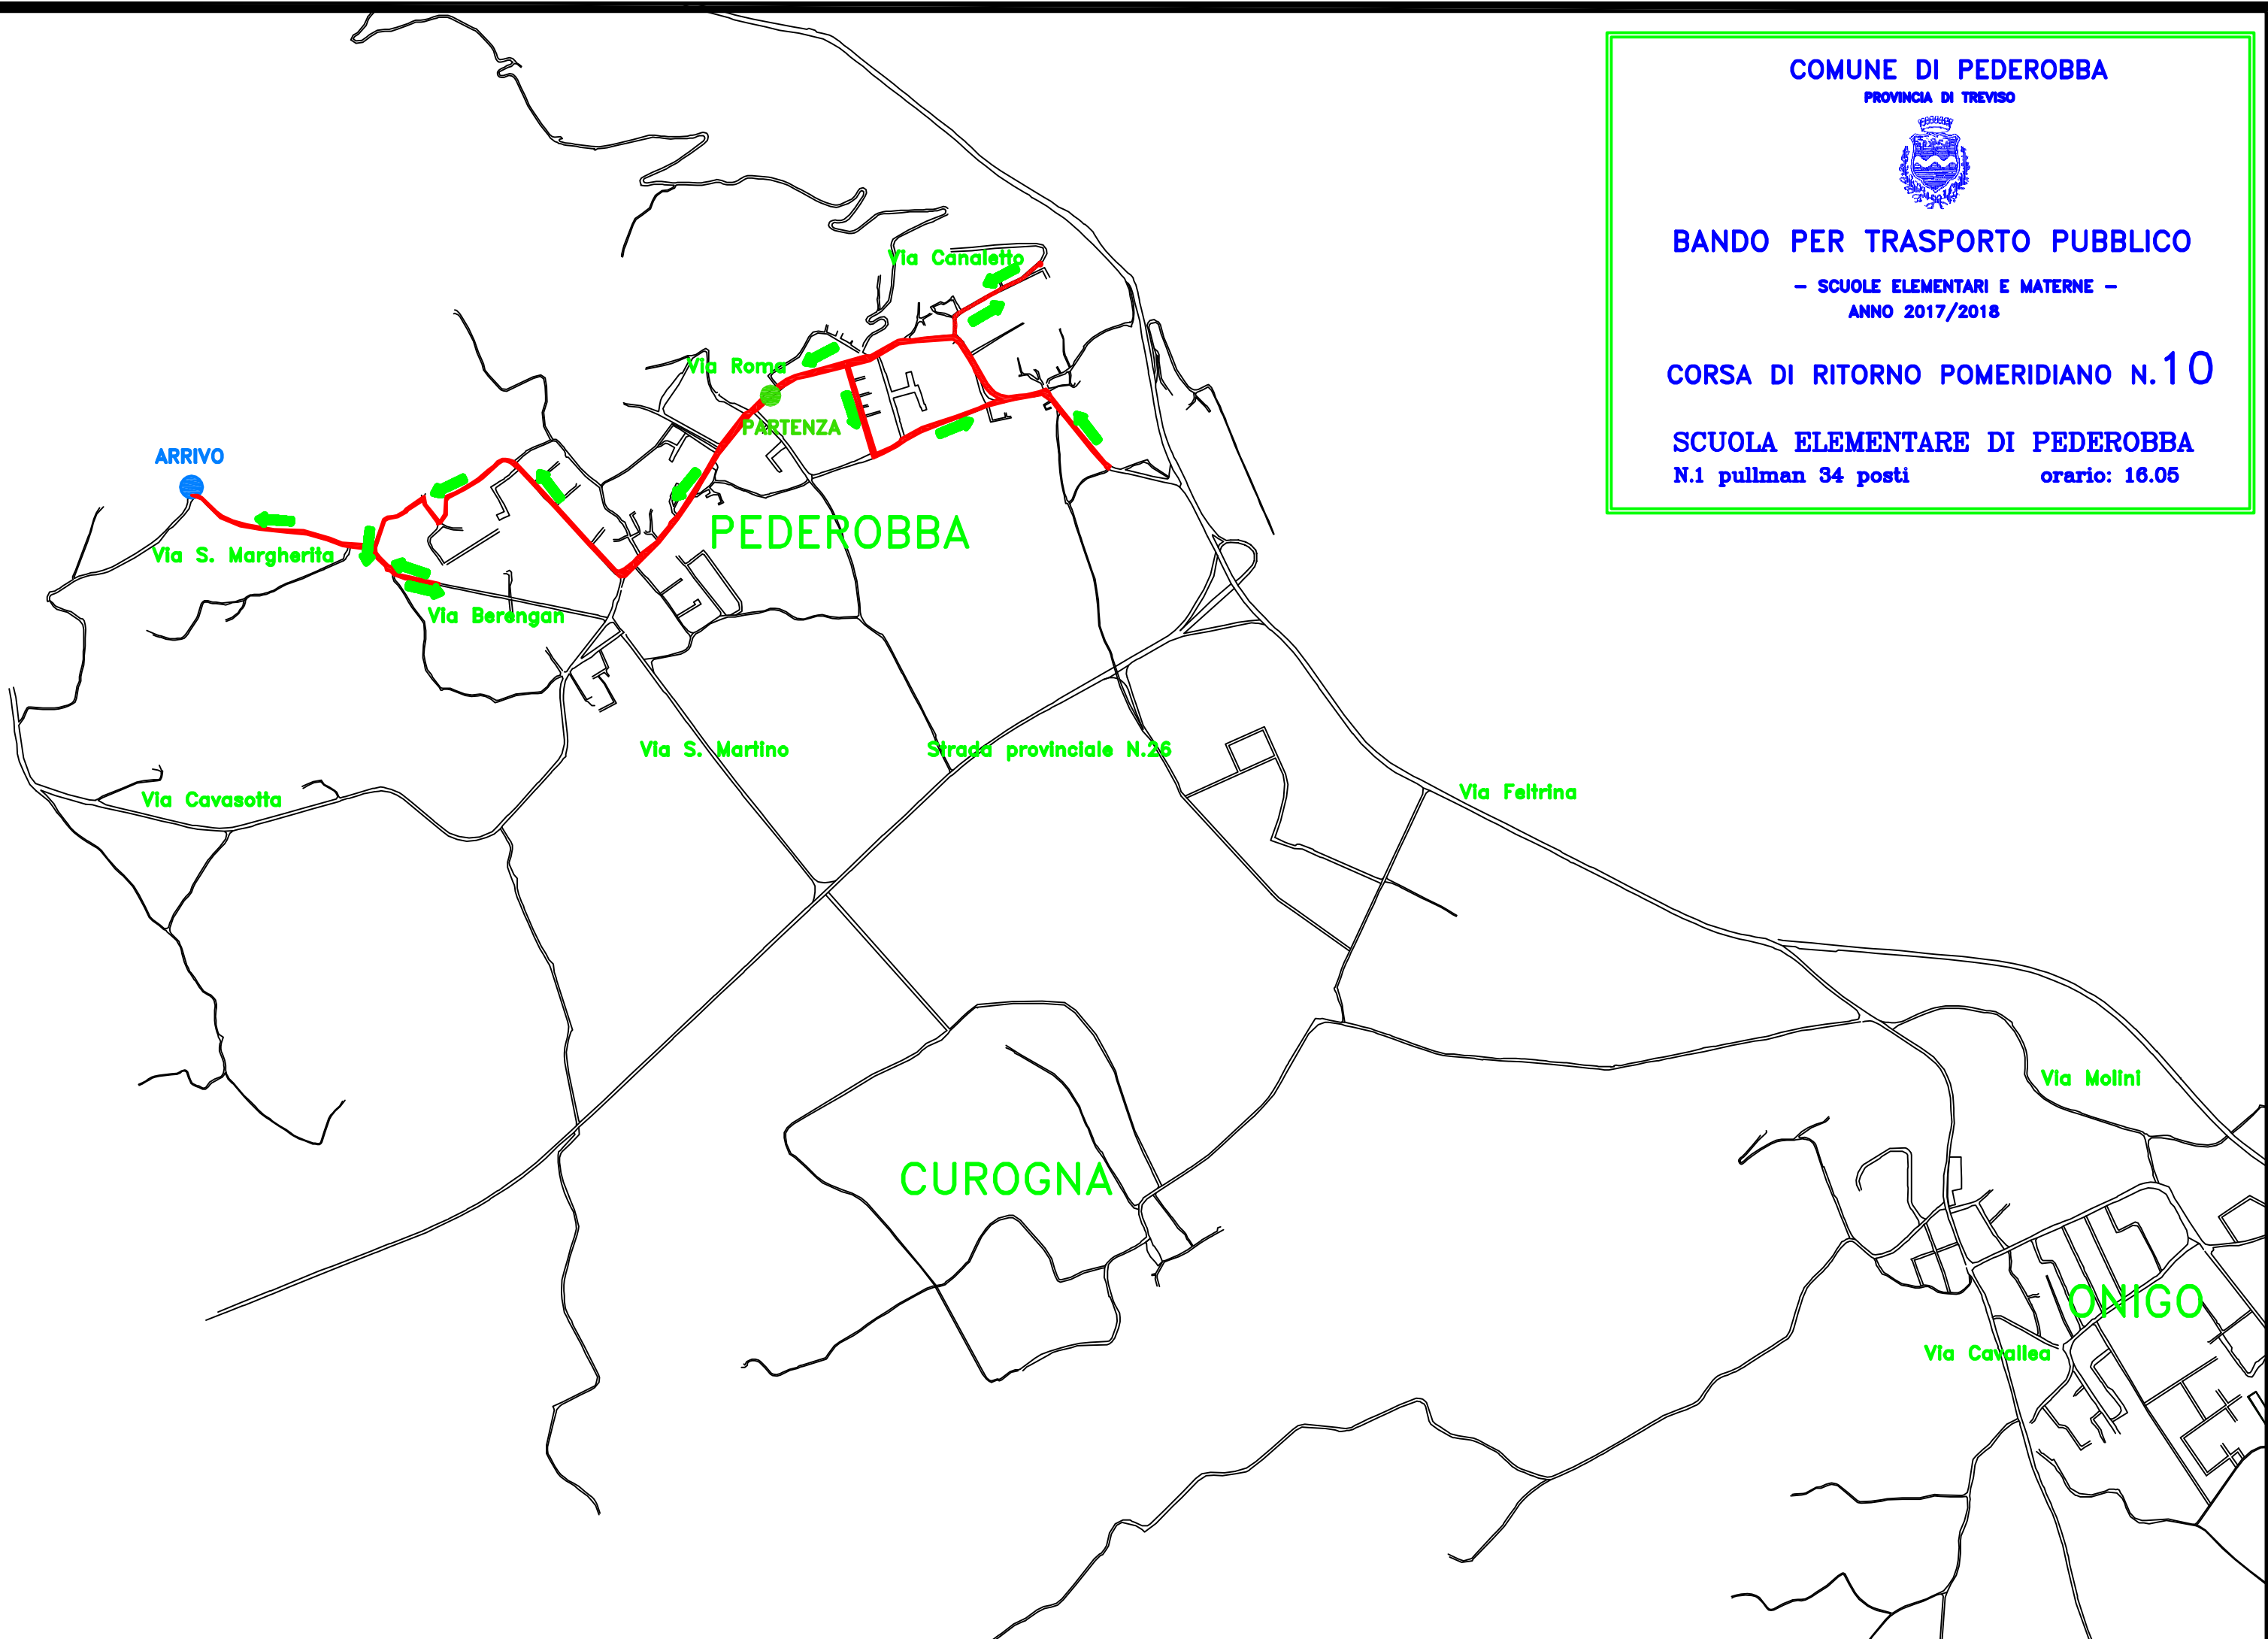 COMUNE DI PEDEROBBA
PROVINCIA DI TREVISO
BANDO PER TRASPORTO PUBBLICO
- SCUOLE ELEMENTARI E MATERNE -
ANNO 2017/2018
CORSA DI RITORNO POMERIDIANO N.10
SCUOLA ELEMENTARE DI PEDEROBBA
N.1 pullman 34 posti orario: 16.05
Via Canaletto
Via Roma
PARTENZA
ARRIVO
PEDEROBBA
Via S. Margherita
Via Berengan
Via S. Martino
Strada provinciale N.26
Via Feltrina
Via Cavasotta
Via Molini
CUROGNA
ONIGO
Via Cavallea